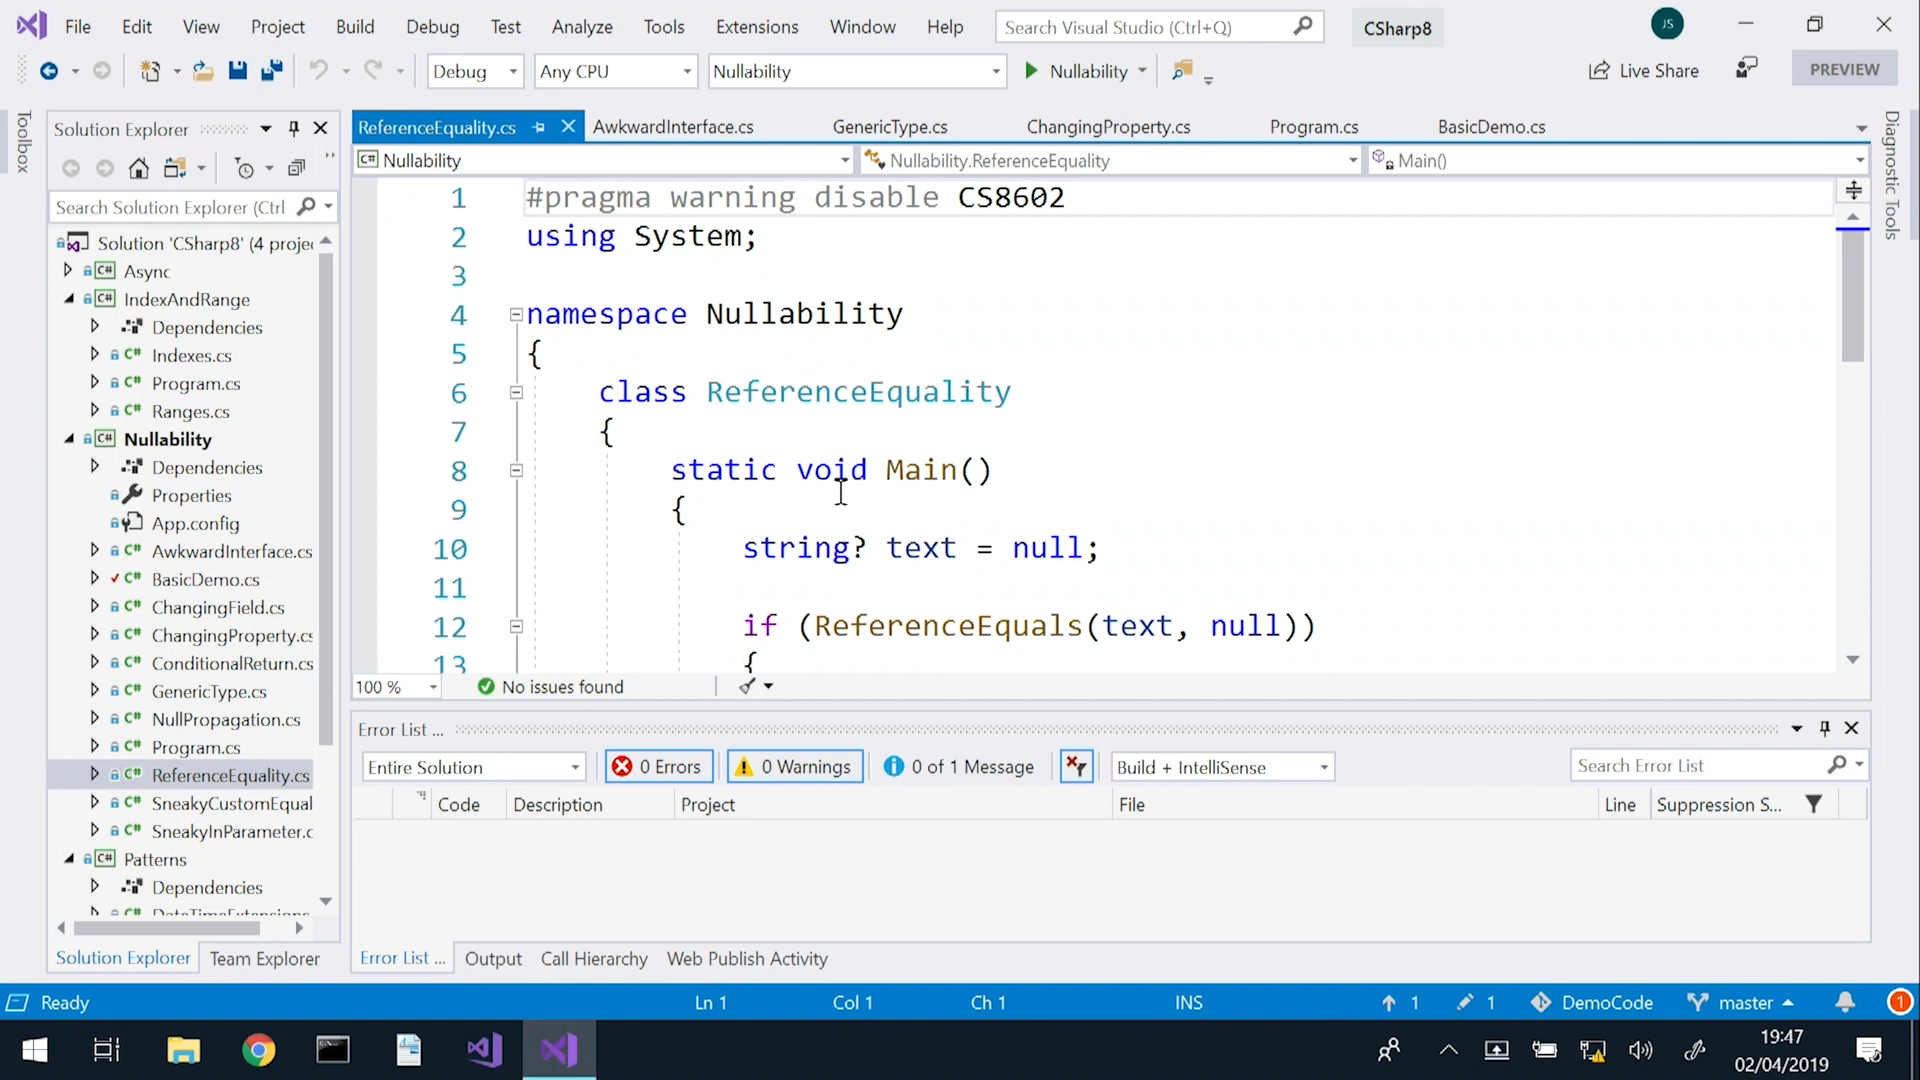 File Edit View Project Build Debug Test Analyze Tools Extensions Window Help Search Visual Studio (Ctrl+Q) CSharp8 JS
Debug Any CPU Nullability Nullability Live Share PREVIEW
Toolbox
Solution Explorer
Search Solution Explorer (Ctrl
Solution 'CSharp8' (4 proje
C# Async
C# IndexAndRange
Dependencies
C# Indexes.cs
C# Program.cs
C# Ranges.cs
C# Nullability
Dependencies
Properties
App.config
C# AwkwardInterface.cs
C# BasicDemo.cs
C# ChangingField.cs
C# ChangingProperty.cs
C# ConditionalReturn.cs
C# GenericType.cs
C# NullPropagation.cs
C# Program.cs
C# ReferenceEquality.cs
C# SneakyCustomEqual
C# SneakyInParameter.c
C# Patterns
Dependencies
C# DateTimeExtensions
Solution Explorer Team Explorer
ReferenceEquality.cs AwkwardInterface.cs GenericType.cs ChangingProperty.cs Program.cs BasicDemo.cs
C# Nullability Nullability.ReferenceEquality Main()
1 #pragma warning disable CS8602
2 using System;
3
4 namespace Nullability
5 {
6 class ReferenceEquality
7 {
8 static void Main()
9 {
10 string? text = null;
11
12 if (ReferenceEquals(text, null))
13 {
100 % No issues found
Error List ...
Entire Solution 0 Errors 0 Warnings 0 of 1 Message Build + IntelliSense Search Error List
Code Description Project File Line Suppression S...
Error List ... Output Call Hierarchy Web Publish Activity
Diagnostic Tools
Ready Ln 1 Col 1 Ch 1 INS 1 1 DemoCode master 1
19:47
02/04/2019